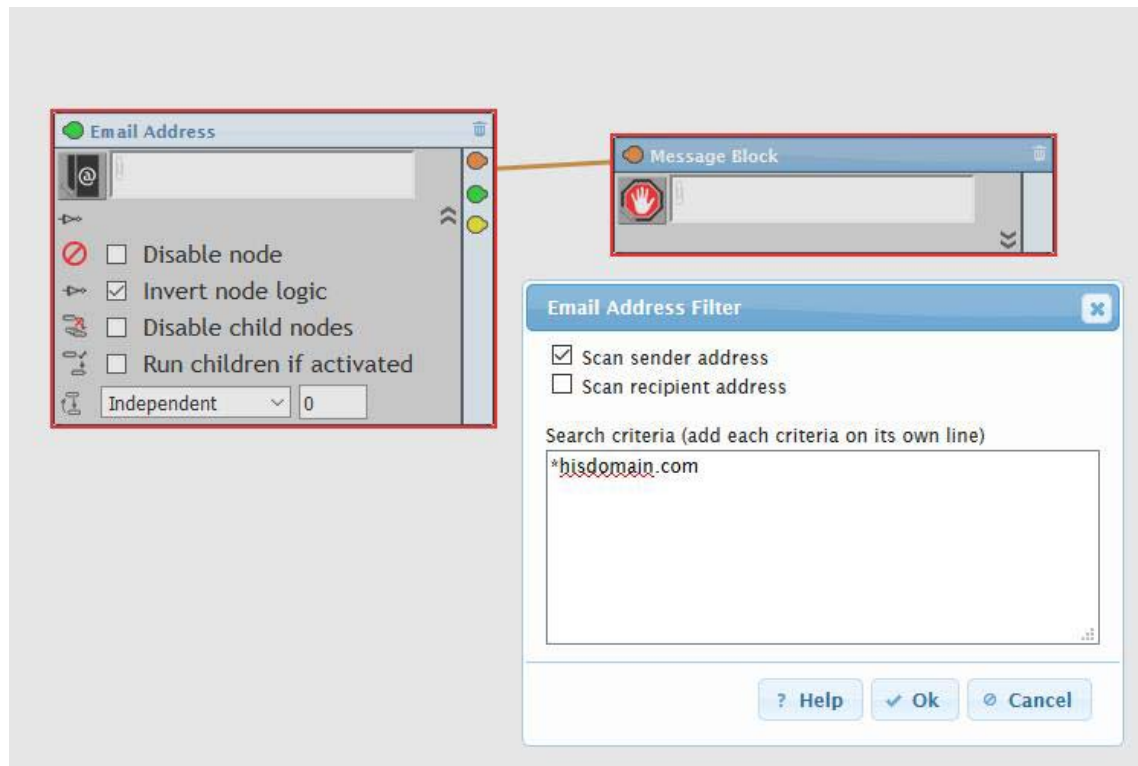 Email Address
@
Disable node
Invert node logic
Disable child nodes
Run children if activated
Independent 0
Message Block
Email Address Filter
Scan sender address
Scan recipient address
Search criteria (add each criteria on its own line)
*hisdomain.com
? Help Ok Cancel